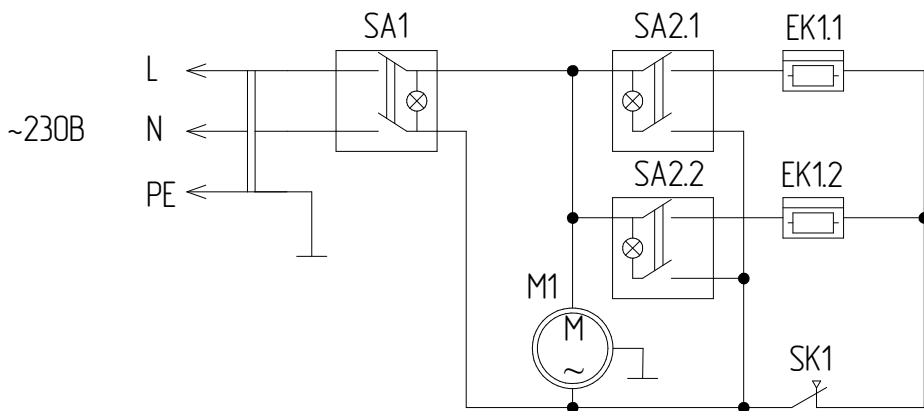 SA1
SA2.1
EK1.1
L
~230В
N
PE
SA2.2
EK1.2
M1
M
~
SK1